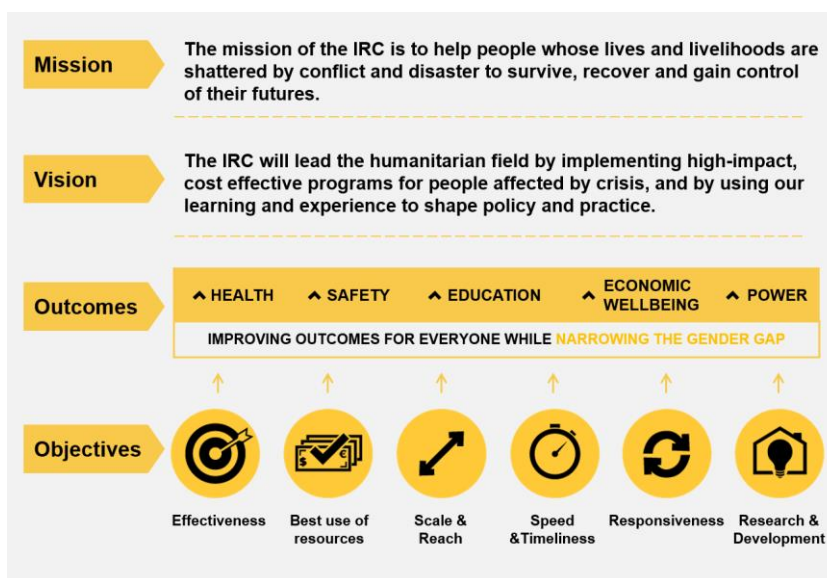 Mission
The mission of the IRC is to help people whose lives and livelihoods are
shattered by conflict and disaster to survive, recover and gain control
of their futures.
Vision
The IRC will lead the humanitarian field by implementing high-impact,
cost effective programs for people affected by crisis, and by using our
learning and experience to shape policy and practice.
Outcomes
HEALTH
SAFETY
EDUCATION
ECONOMIC
WELLBEING
POWER
IMPROVING OUTCOMES FOR EVERYONE WHILE NARROWING THE GENDER GAP
Objectives
$ €
Effectiveness
Best use of
resources
Scale &
Reach
Speed
&Timeliness
Responsiveness
Research &
Development